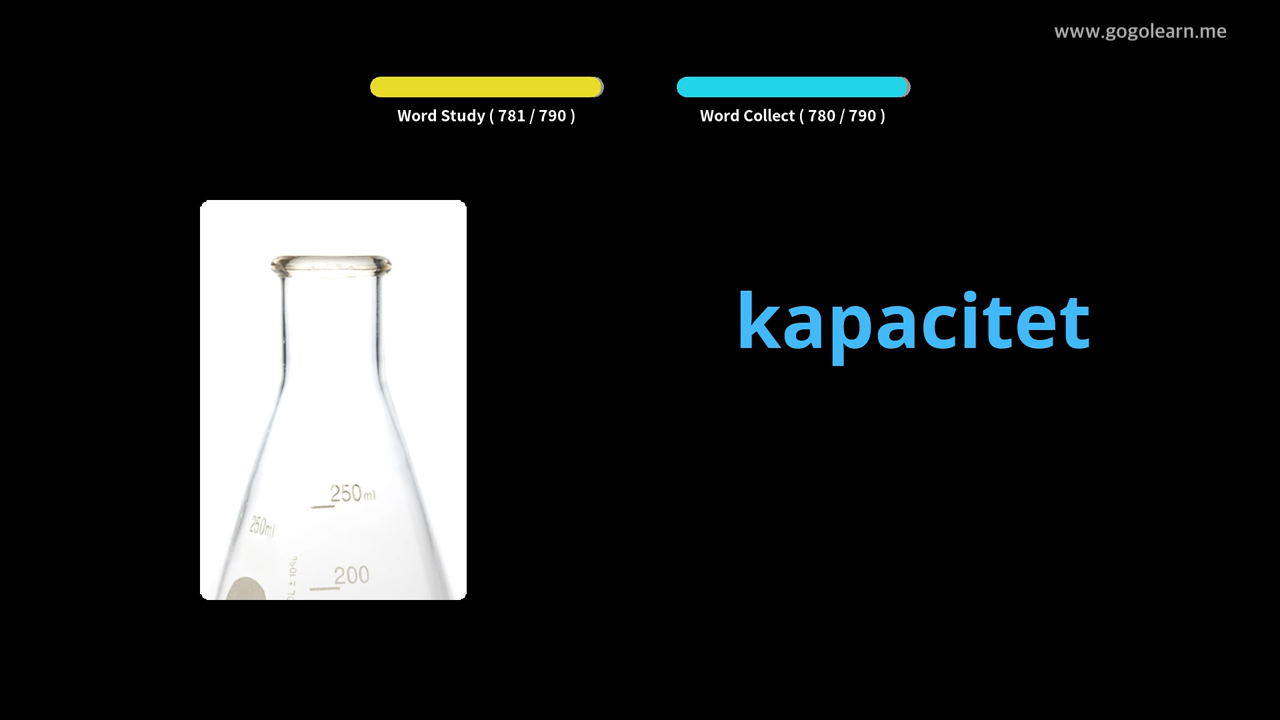 www.gogolearn.me
Word Study ( 781 / 790 )
Word Collect ( 780 / 790 )
kapacitet
250ml
250ml
200